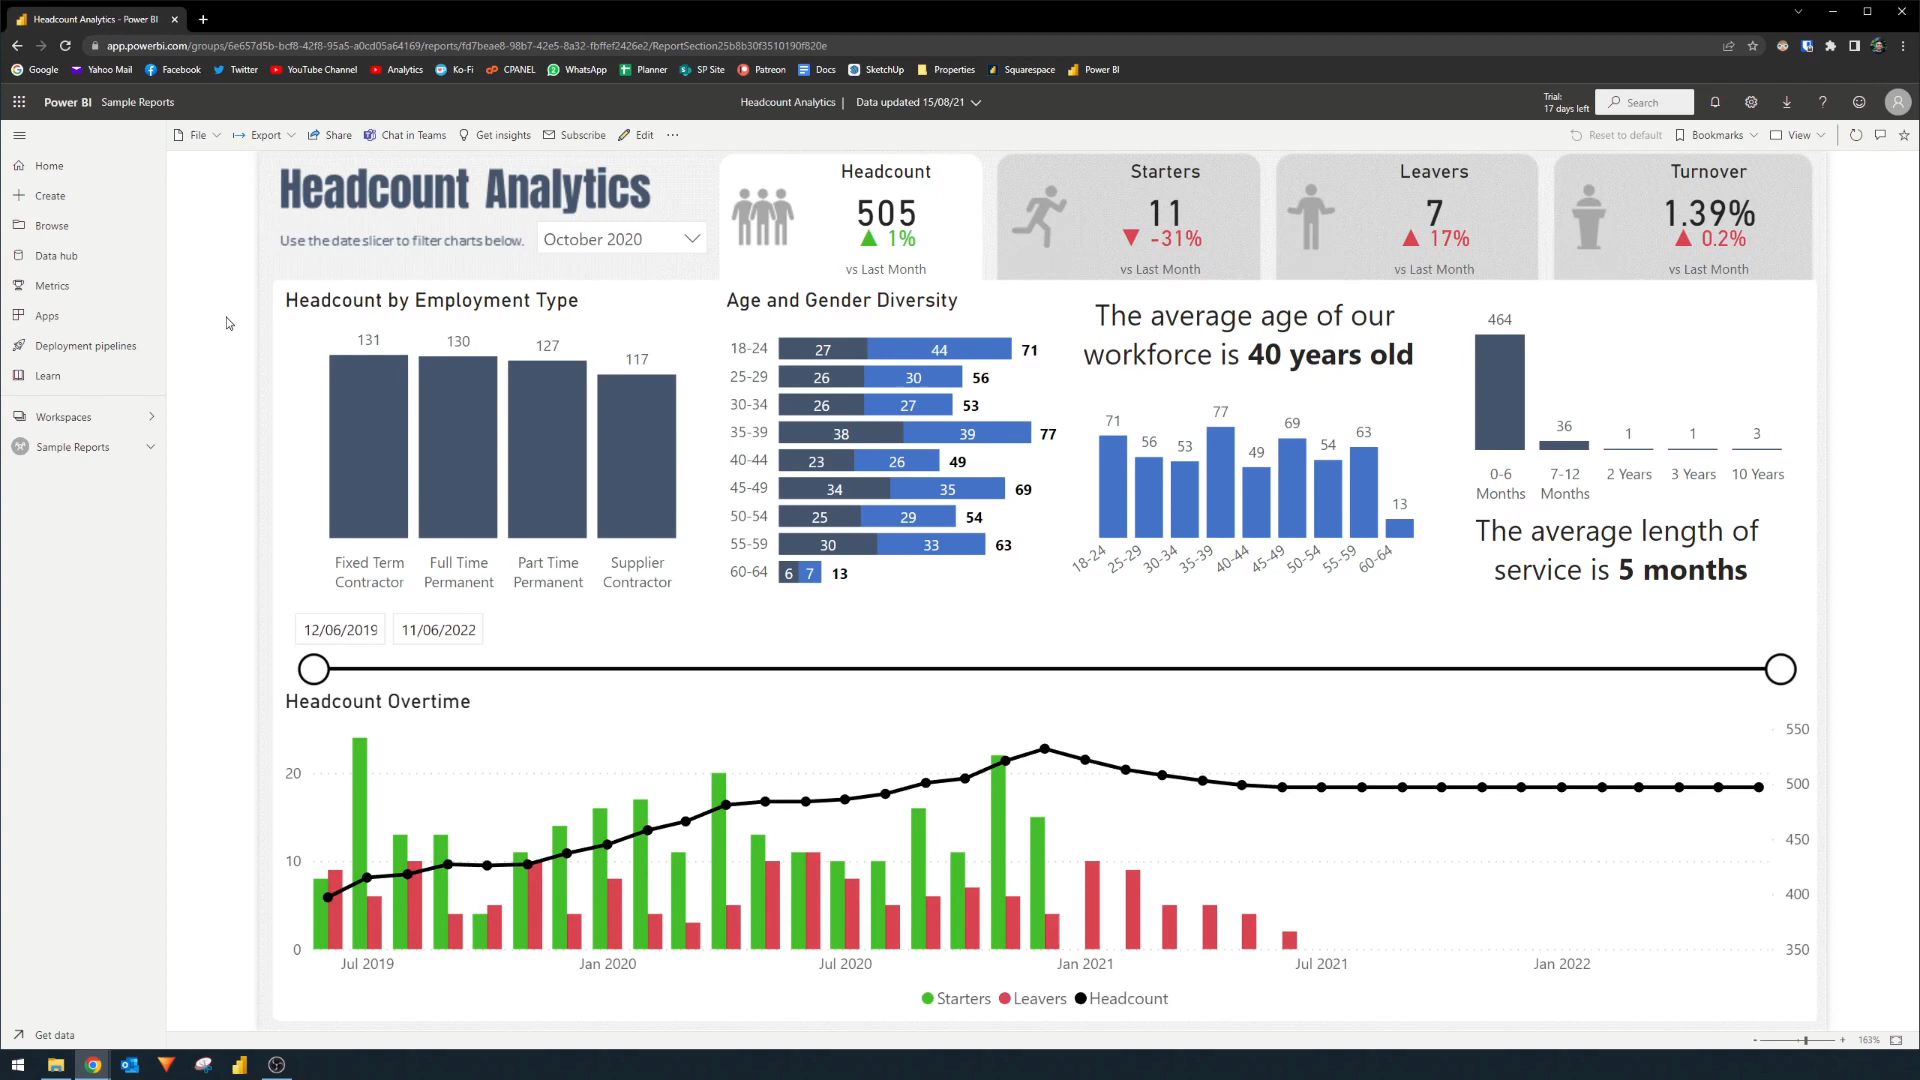 Headcount Analytics - Power BI
app.powerbi.com/groups/6e657d5b-bcf8-42f8-95a5-a0cd05a64169/reports/fd7beae8-98b7-42e5-8a32-fbffef2426e2/ReportSection25b8b30f3510190f820e
Google Yahoo Mail Facebook Twitter YouTube Channel Analytics Ko-Fi CPANEL WhatsApp Planner SP Site Patreon Docs SketchUp Properties Squarespace Power BI
Power BI Sample Reports
Headcount Analytics | Data updated 15/08/21
Trial:
17 days left
Search
File Export Share Chat in Teams Get insights Subscribe Edit ...
Reset to default Bookmarks View
Home
Create
Browse
Data hub
Metrics
Apps
Deployment pipelines
Learn
Workspaces
Sample Reports
Get data
Headcount Analytics
Use the date slicer to filter charts below.
October 2020
Headcount
505
1%
vs Last Month
Starters
11
-31%
vs Last Month
Leavers
7
17%
vs Last Month
Turnover
1.39%
0.2%
vs Last Month
Headcount by Employment Type
131 130 127 117
Fixed Term Contractor
Full Time Permanent
Part Time Permanent
Supplier Contractor
Age and Gender Diversity
18-24 27 44 71
25-29 26 30 56
30-34 26 27 53
35-39 38 39 77
40-44 23 26 49
45-49 34 35 69
50-54 25 29 54
55-59 30 33 63
60-64 6 7 13
The average age of our
workforce is 40 years old
71 56 53 77 49 69 54 63 13
18-24 25-29 30-34 35-39 40-44 45-49 50-54 55-59 60-64
464 36 1 1 3
0-6 Months
7-12 Months
2 Years
3 Years
10 Years
The average length of
service is 5 months
12/06/2019 11/06/2022
Headcount Overtime
20
10
0
550
500
450
400
350
Jul 2019 Jan 2020 Jul 2020 Jan 2021 Jul 2021 Jan 2022
Starters Leavers Headcount
- + 163%